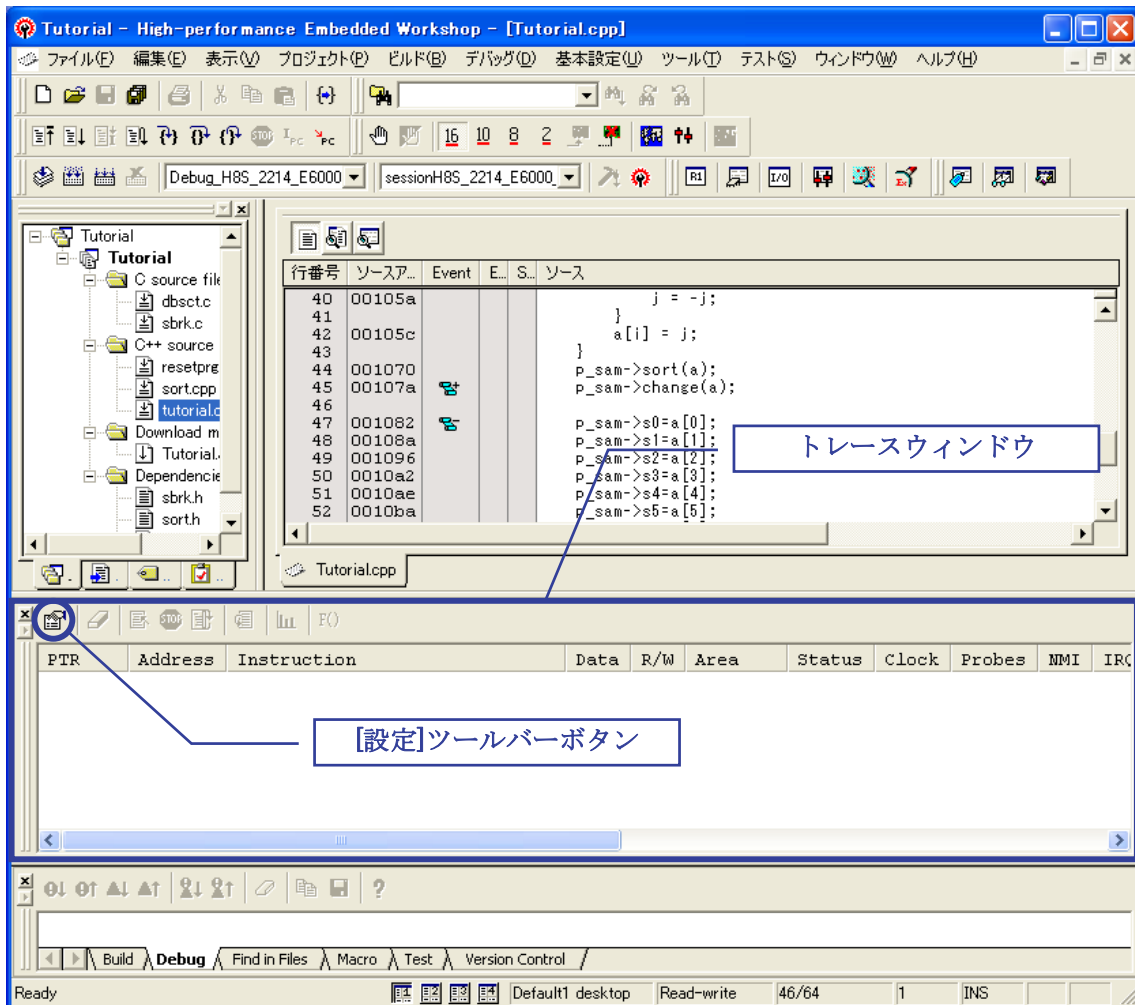 Tutorial - High-performance Embedded Workshop - [Tutorial.cpp]
ファイル(F) 編集(E) 表示(V) プロジェクト(P) ビルド(B) デバッグ(D) 基本設定(U) ツール(T) テスト(S) ウィンドウ(W) ヘルプ(H)
STOP PC PC 16 10 8 2
Debug_H8S_2214_E6000 sessionH8S_2214_E6000_ R1 I/O
Tutorial
Tutorial
C source file
dbsct.c
sbrk.c
C++ source
resetprg
sort.cpp
tutorial.c
Download m
Tutorial.
Dependencie
sbrk.h
sort.h
行番号 ソースア... Event E... S... ソース
40 00105a j = -j;
41 }
42 00105c a[i] = j;
43 }
44 001070 p_sam->sort(a);
45 00107a p_sam->change(a);
46
47 001082 p_sam->s0=a[0];
48 00108a p_sam->s1=a[1];
49 001096 p_sam->s2=a[2];
50 0010a2 p_sam->s3=a[3];
51 0010ae p_sam->s4=a[4];
52 0010ba p_sam->s5=a[5];
トレースウィンドウ
Tutorial.cpp
STOP F()
PTR Address Instruction Data R/W Area Status Clock Probes NMI IRQ
[設定]ツールバーボタン
Build Debug Find in Files Macro Test Version Control
Ready 1 2 3 4 Default1 desktop Read-write 46/64 1 INS